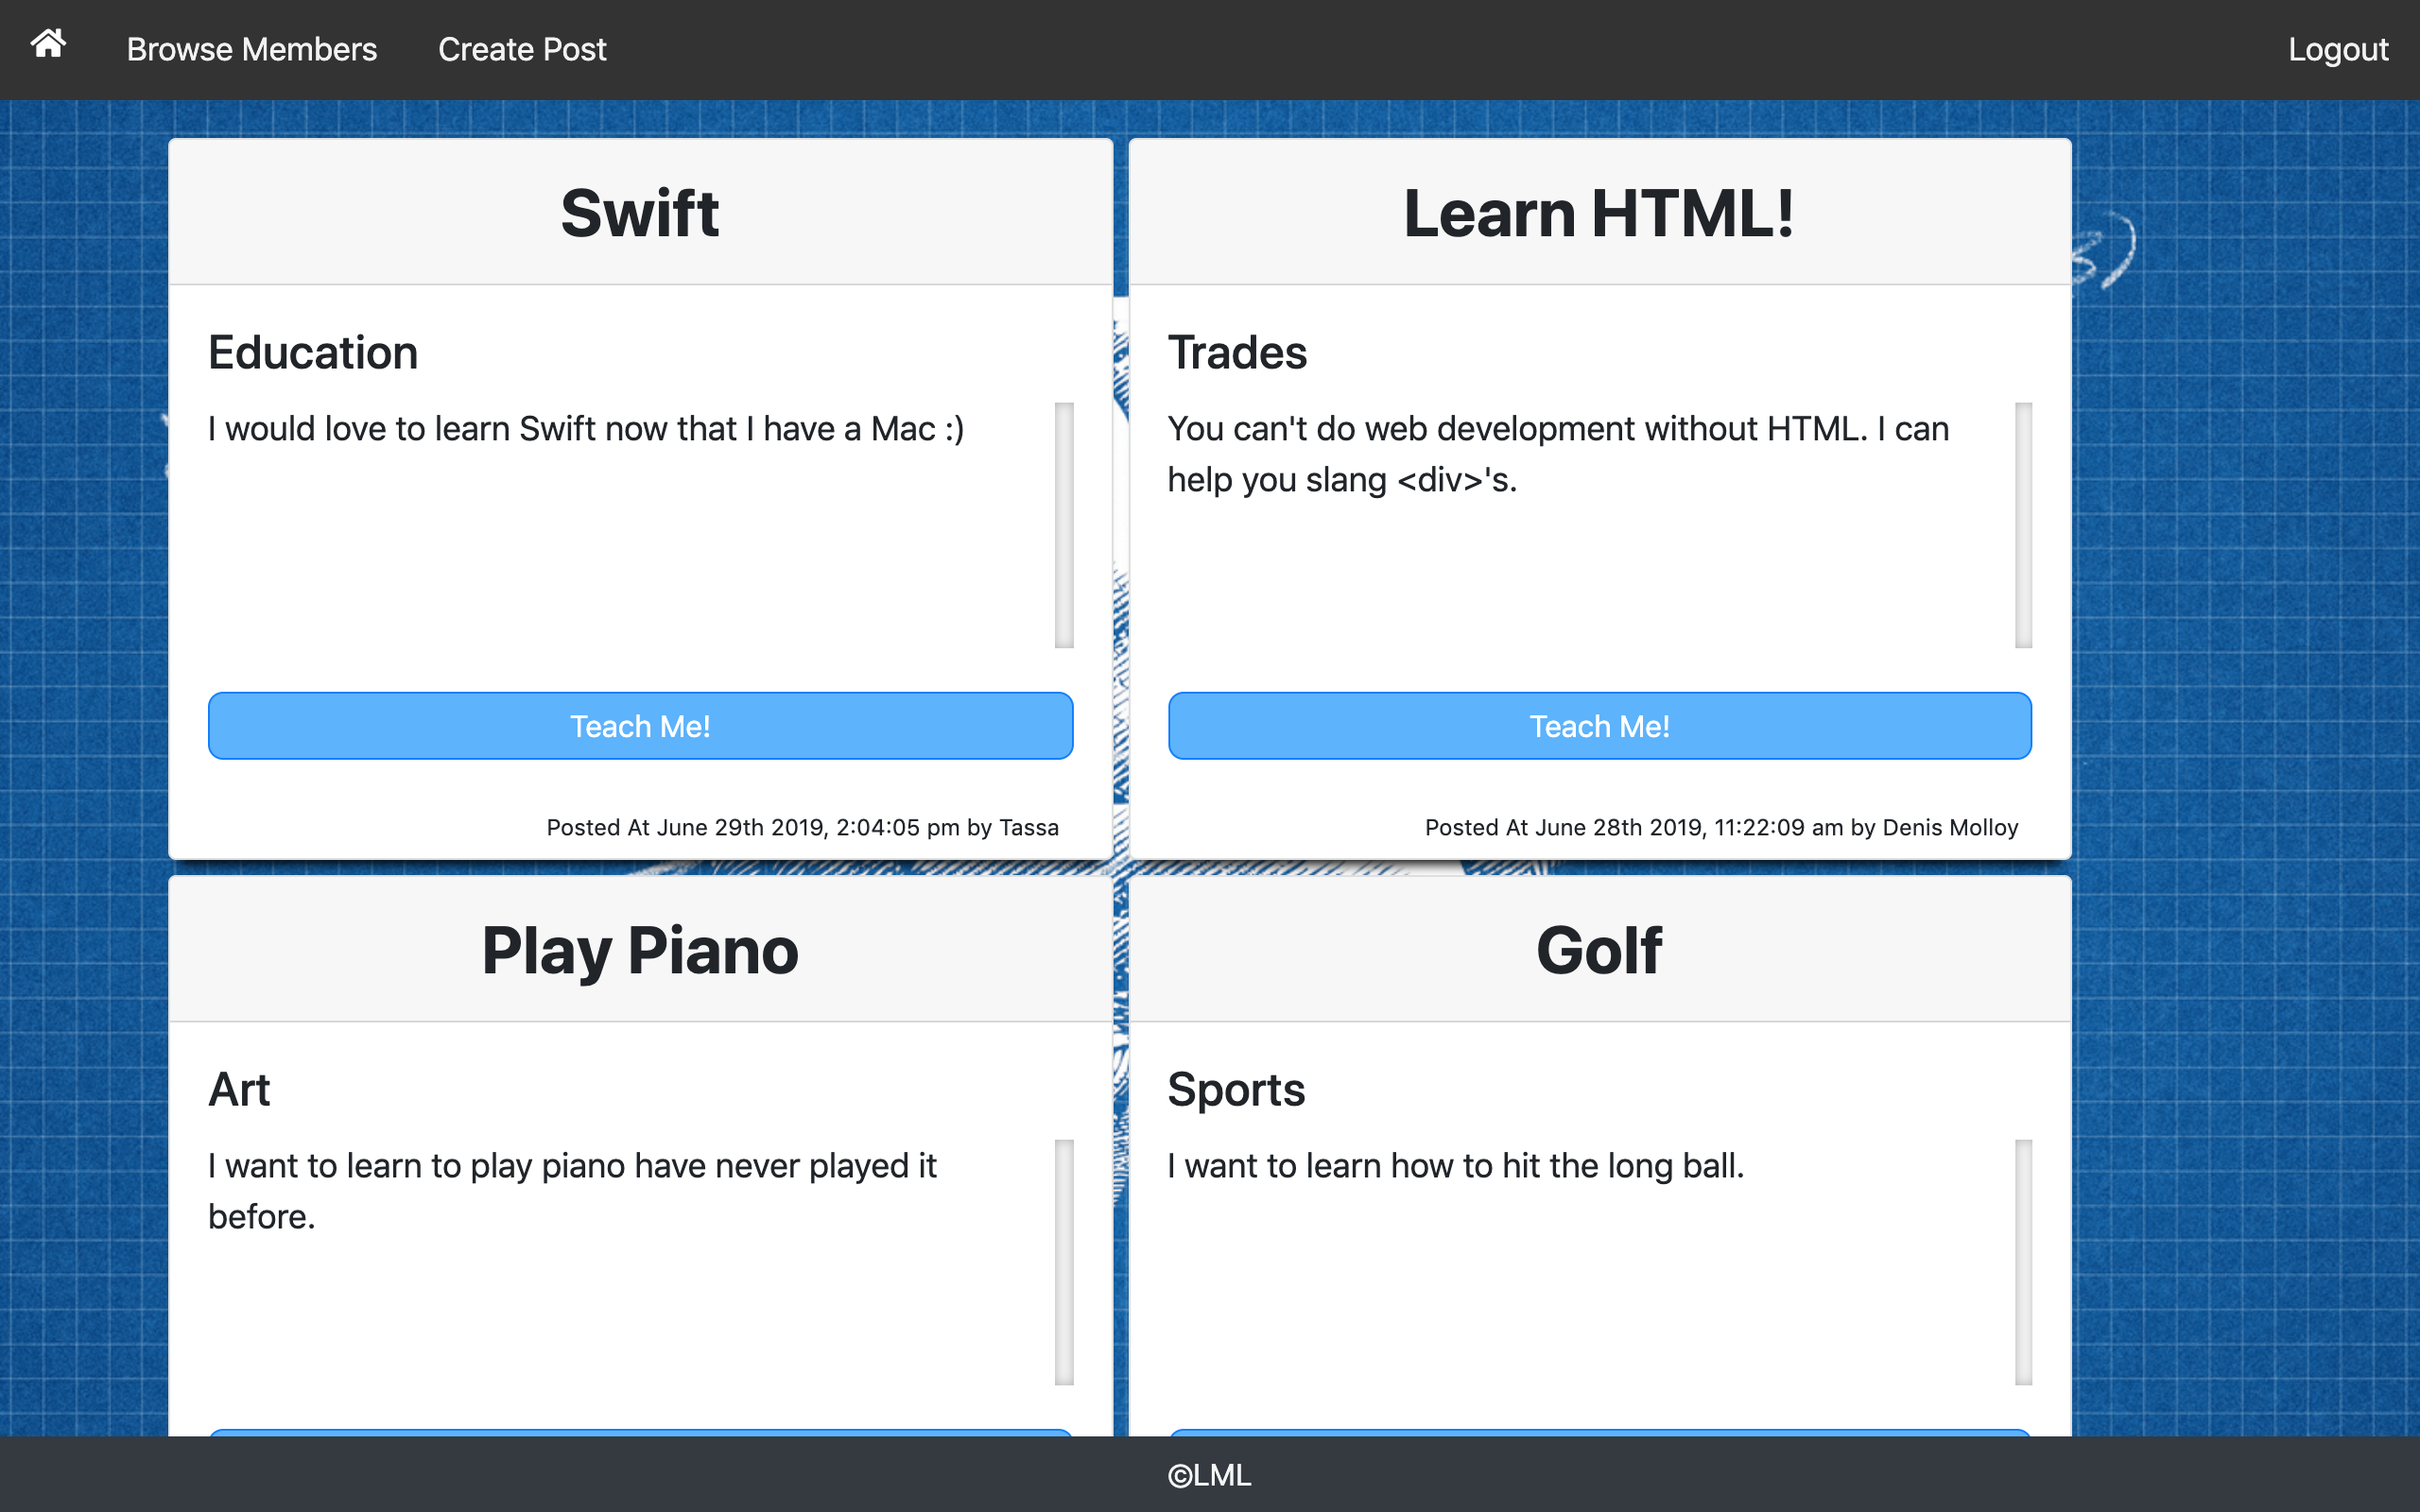 Browse Members
Create Post
Logout
Swift
Education
I would love to learn Swift now that I have a Mac :)
Teach Me!
Posted At June 29th 2019, 2:04:05 pm by Tassa
Learn HTML!
Trades
You can't do web development without HTML. I can
help you slang <div>'s.
Teach Me!
Posted At June 28th 2019, 11:22:09 am by Denis Molloy
Play Piano
Art
I want to learn to play piano have never played it
before.
Golf
Sports
I want to learn how to hit the long ball.
©LML